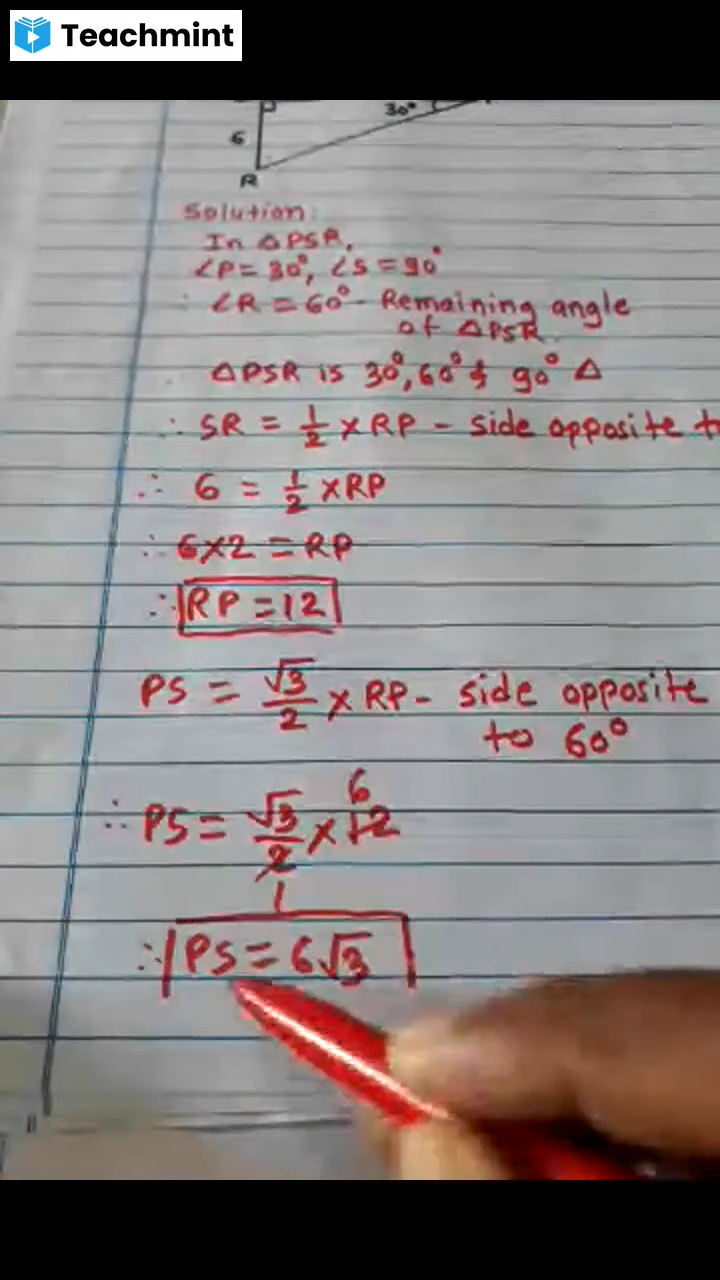 Teachmint
30°
6
R
Solution:
In △PSR,
∠P = 30°, ∠S = 90°
∴ ∠R = 60° - Remaining angle
of △PSR.
△PSR is 30°, 60° & 90° △
∴ SR = 1/2 × RP - side opposite to
∴ 6 = 1/2 × RP
∴ 6×2 = RP
∴ RP = 12
PS = √3/2 × RP - side opposite
to 60°
6
∴ PS = √3/2 × 12
1
∴ PS = 6√3